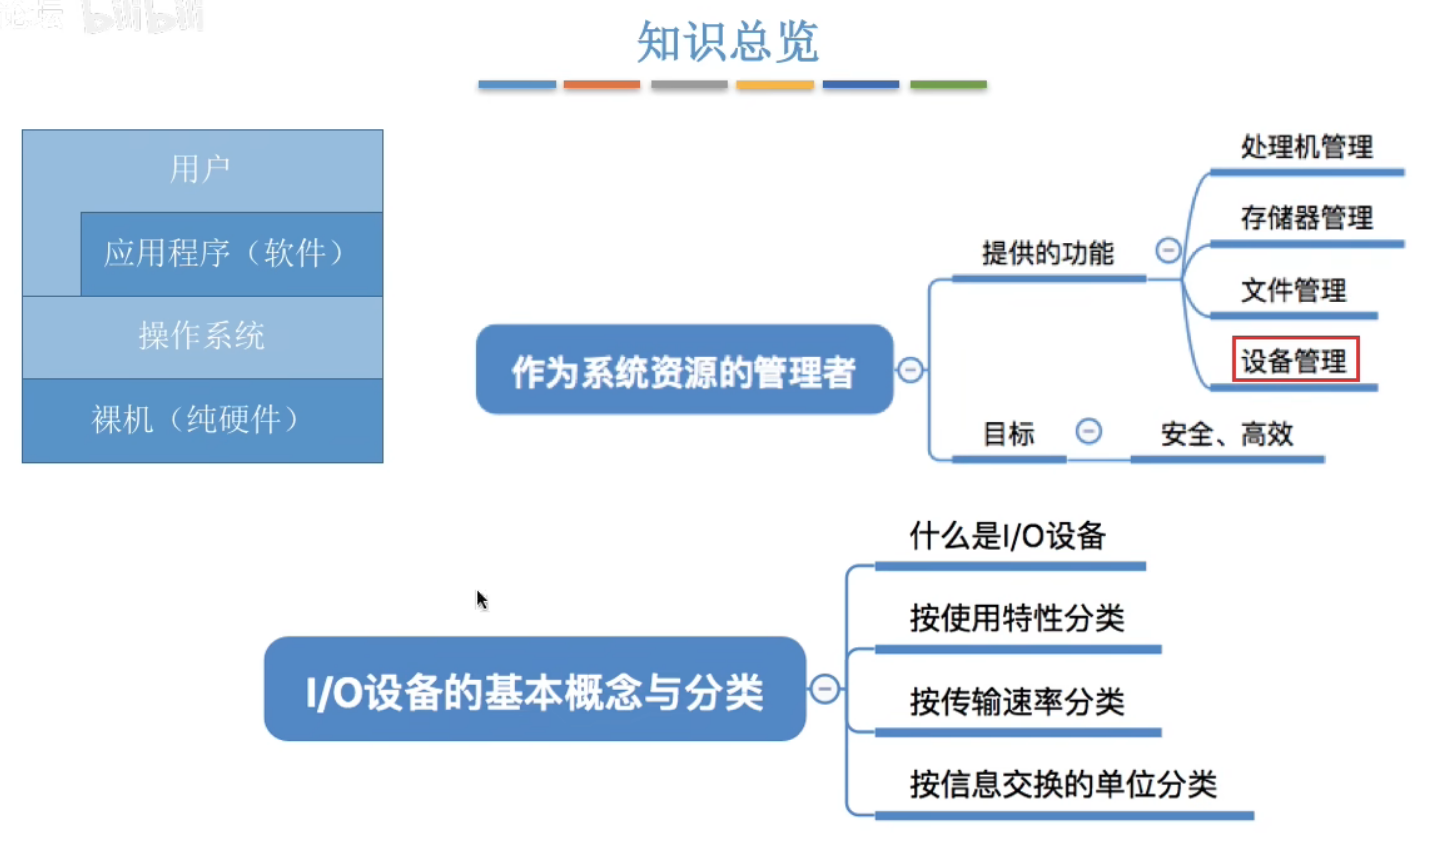 知识总览
用户
应用程序（软件）
操作系统
裸机（纯硬件）
作为系统资源的管理者
提供的功能
处理机管理
存储器管理
文件管理
设备管理
目标
安全、高效
I/O设备的基本概念与分类
什么是I/O设备
按使用特性分类
按传输速率分类
按信息交换的单位分类